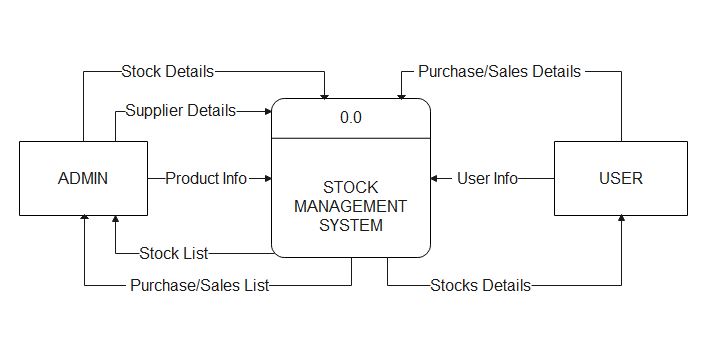 Stock Details
Purchase/Sales Details
Supplier Details
0.0
ADMIN
Product Info
STOCK
MANAGEMENT
SYSTEM
User Info
USER
Stock List
Purchase/Sales List
Stocks Details